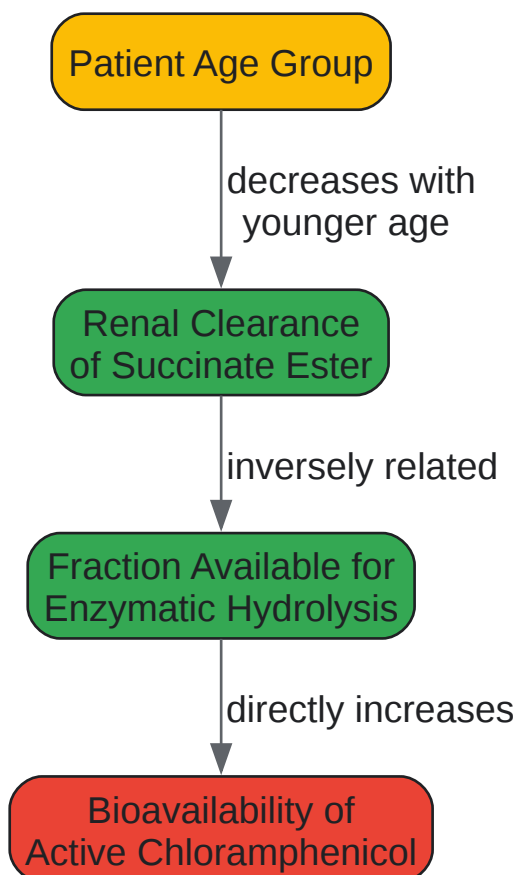 Patient Age Group
decreases with
younger age
Renal Clearance
of Succinate Ester
inversely related
Fraction Available for
Enzymatic Hydrolysis
directly increases
Bioavailability of
Active Chloramphenicol